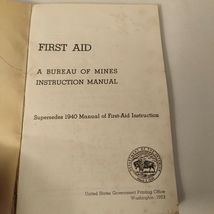 FIRST AID
A BUREAU OF MINES
INSTRUCTION MANUAL
Supersedes 1940 Manual of First-Aid Instruction
United States Government Printing Office
Washington, 1953